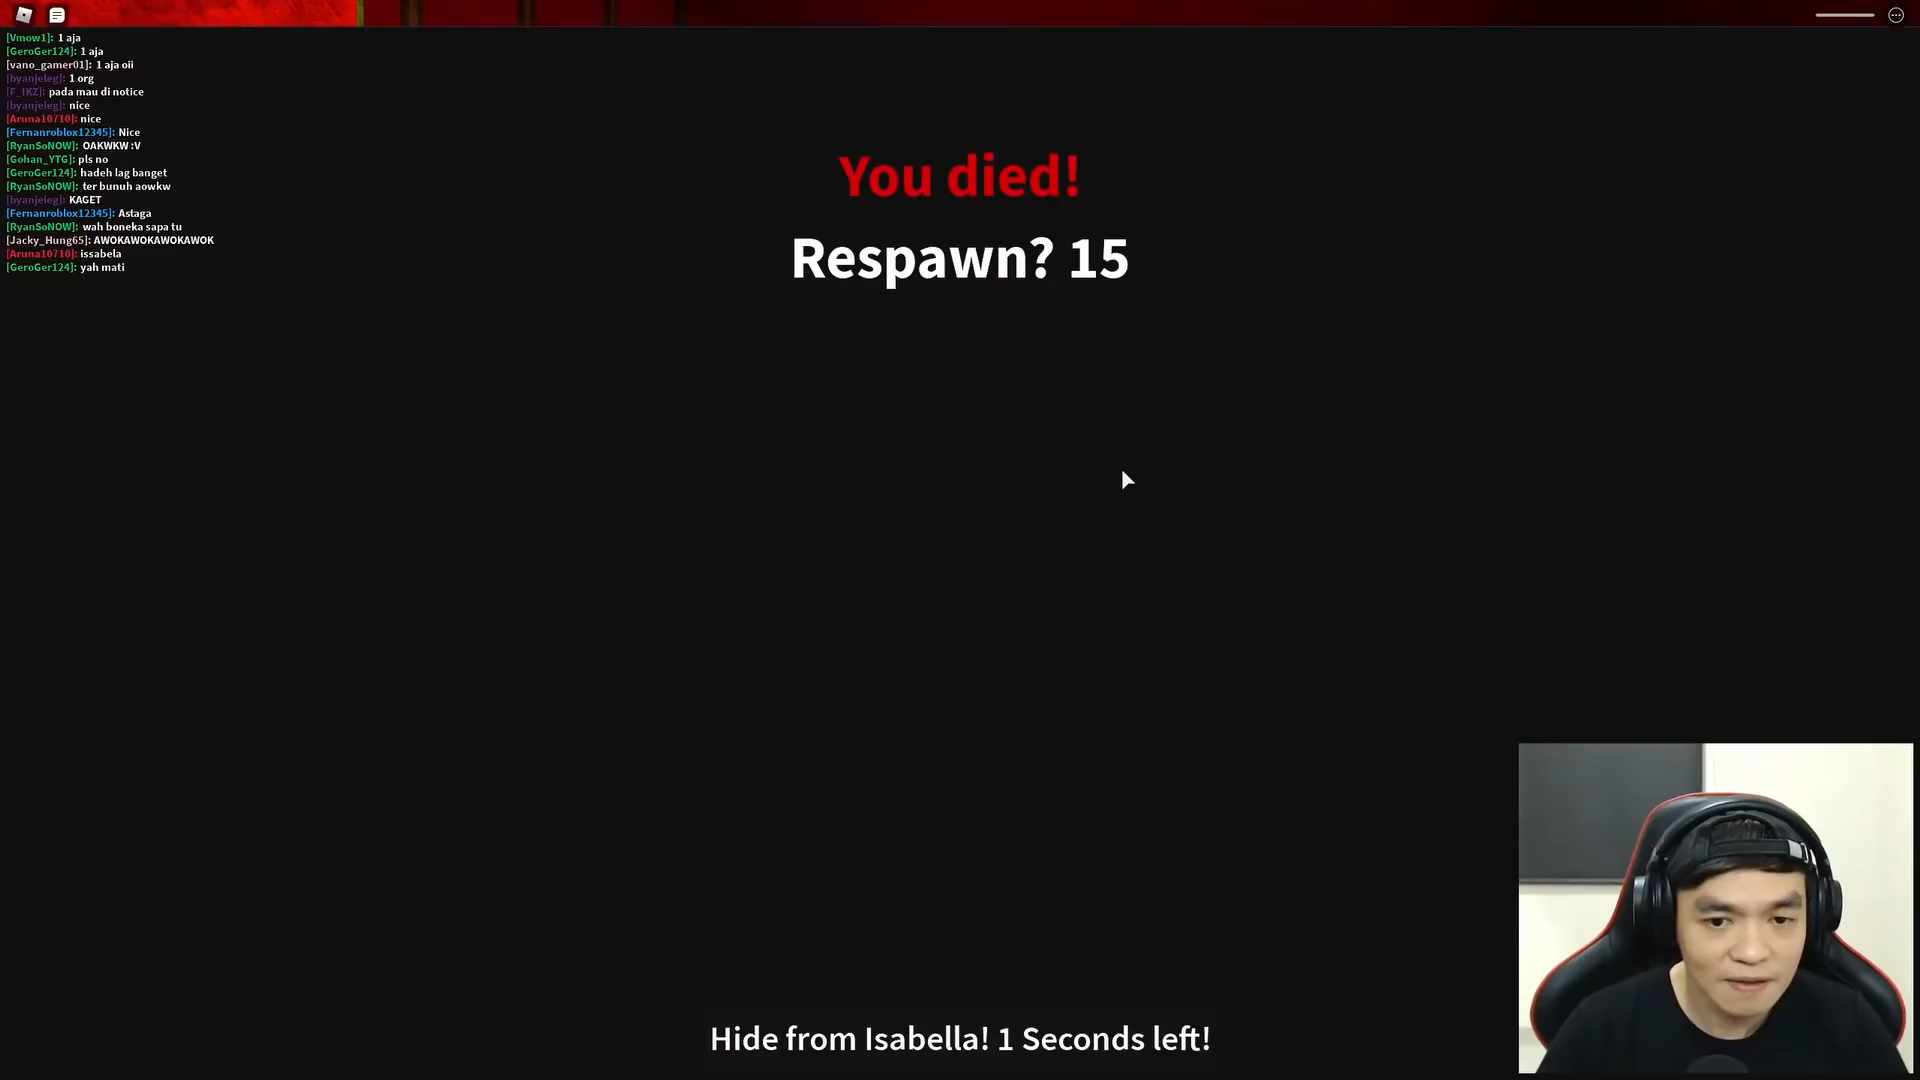 [Vmow1]: 1 aja
[GeroGer124]: 1 aja
[vano_gamer01]: 1 aja oii
[byanjeleg]: 1 org
[F_IKZ]: pada mau di notice
[byanjeleg]: nice
[Aruna10710]: nice
[Fernanroblox12345]: Nice
[RyanSoNOW]: OAKWKW :V
[Gohan_YTG]: pls no
[GeroGer124]: hadeh lag banget
[RyanSoNOW]: ter bunuh aowkw
[byanjeleg]: KAGET
[Fernanroblox12345]: Astaga
[RyanSoNOW]: wah boneka sapa tu
[Jacky_Hung65]: AWOKAWOKAWOKAWOK
[Aruna10710]: issabela
[GeroGer124]: yah mati
You died!
Respawn? 15
Hide from Isabella! 1 Seconds left!